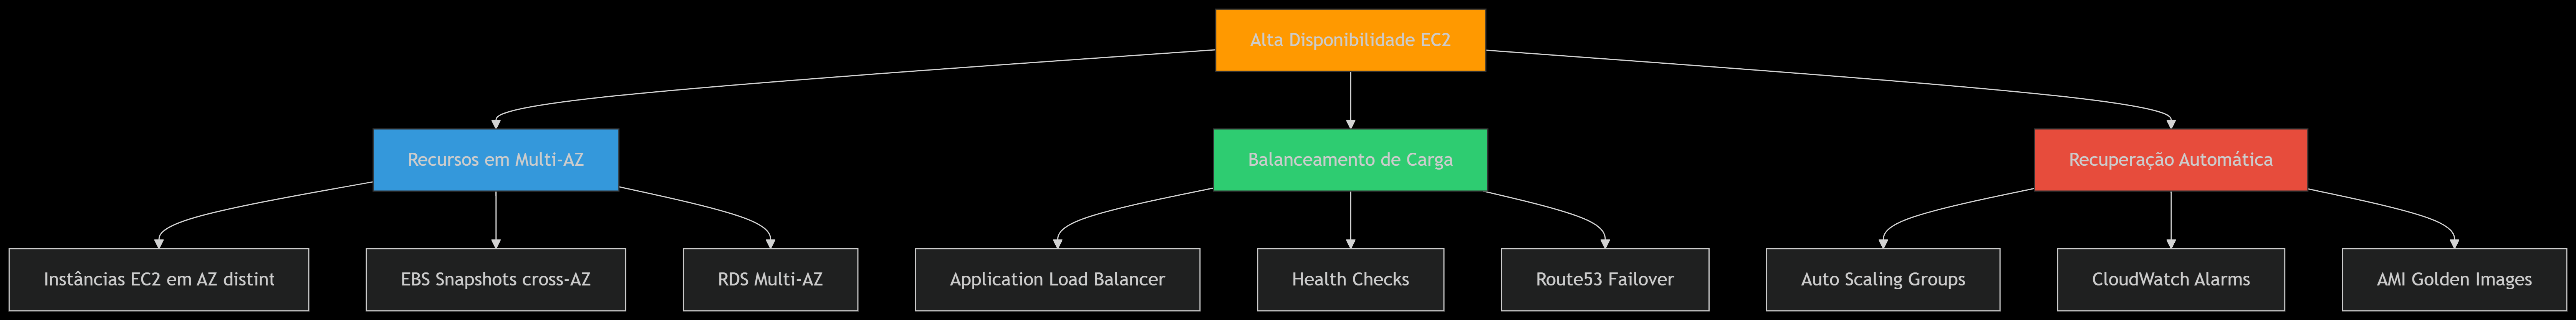 Alta Disponibilidade EC2
Recursos em Multi-AZ
Balanceamento de Carga
Recuperação Automática
Instâncias EC2 em AZ distint
EBS Snapshots cross-AZ
RDS Multi-AZ
Application Load Balancer
Health Checks
Route53 Failover
Auto Scaling Groups
CloudWatch Alarms
AMI Golden Images